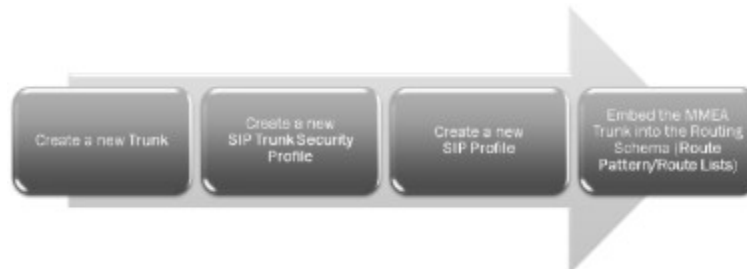 Create a new Trunk
Create a new
SIP Trunk Security
Profile
Create a new
SIP Profile
Embed the MMEA
Trunk into the Routing
Schema (Route
Pattern/Route Lists)